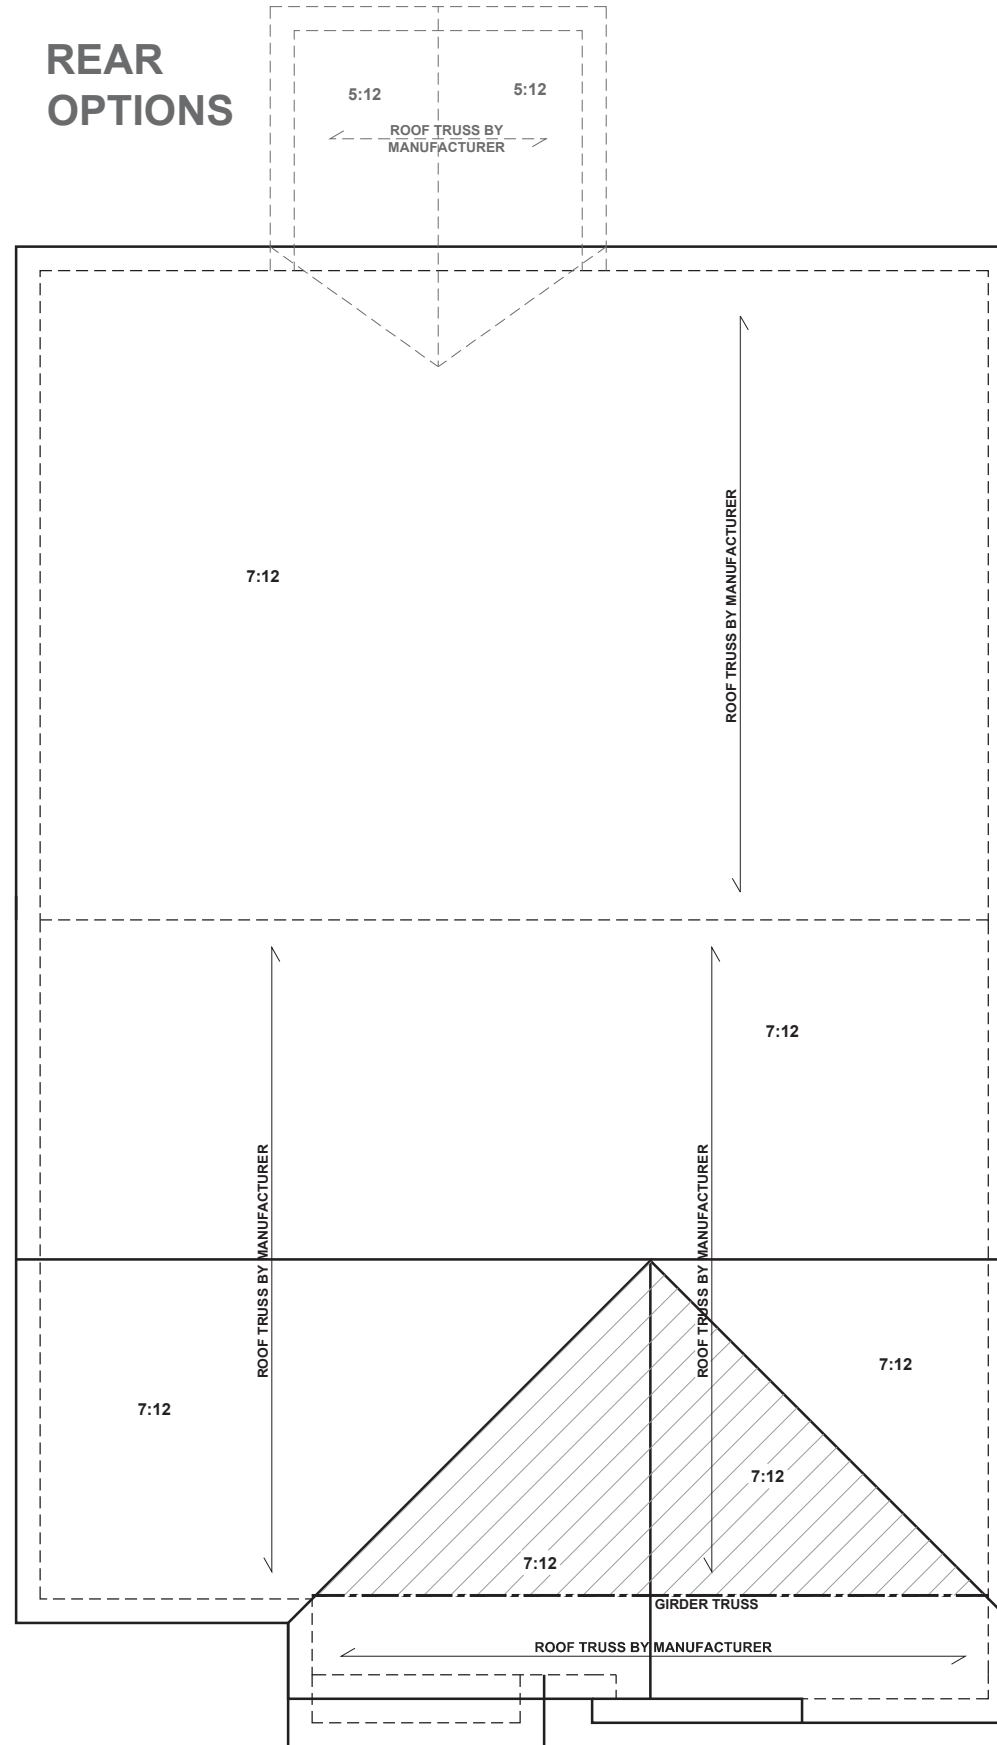 REAR
OPTIONS
5:12
5:12
ROOF TRUSS BY
MANUFACTURER
7:12
ROOF TRUSS BY MANUFACTURER
7:12
ROOF TRUSS BY MANUFACTURER
ROOF TRUSS BY MANUFACTURER
7:12
7:12
7:12
7:12
GIRDER TRUSS
ROOF TRUSS BY MANUFACTURER